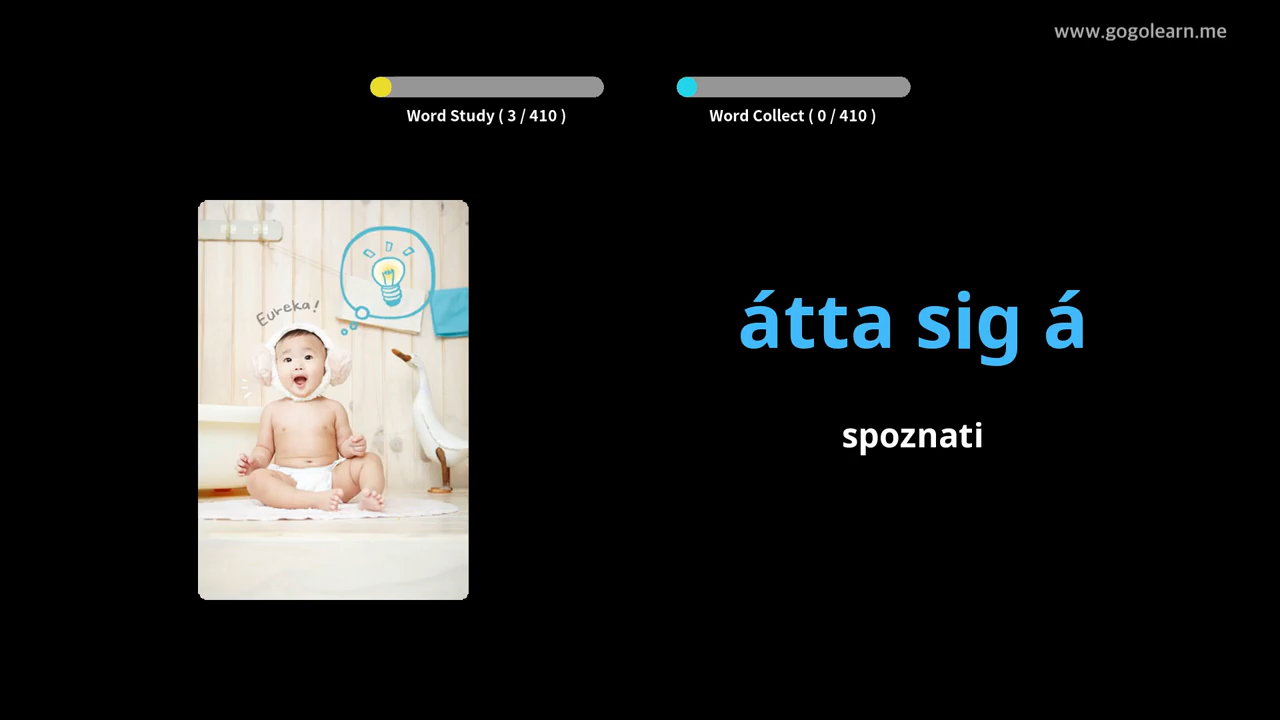 www.gogolearn.me
Word Study ( 3 / 410 )
Word Collect ( 0 / 410 )
Eureka!
átta sig á
spoznati